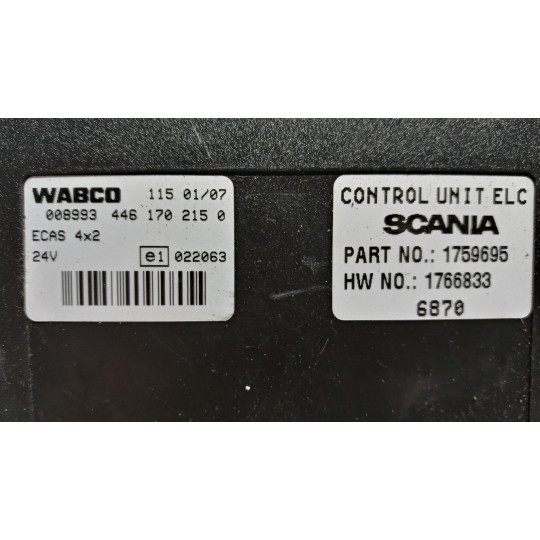 WABCO 115 01/07
008993 446 170 215 0
ECAS 4x2
24V e1 022063
CONTROL UNIT ELC
SCANIA
PART NO.: 1759695
HW NO.: 1766833
6870